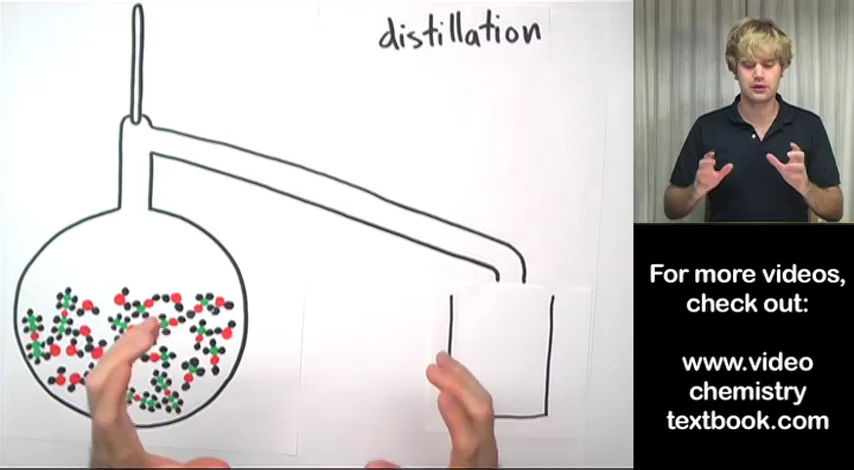 distillation
For more videos,
check out:
www.video
chemistry
textbook.com